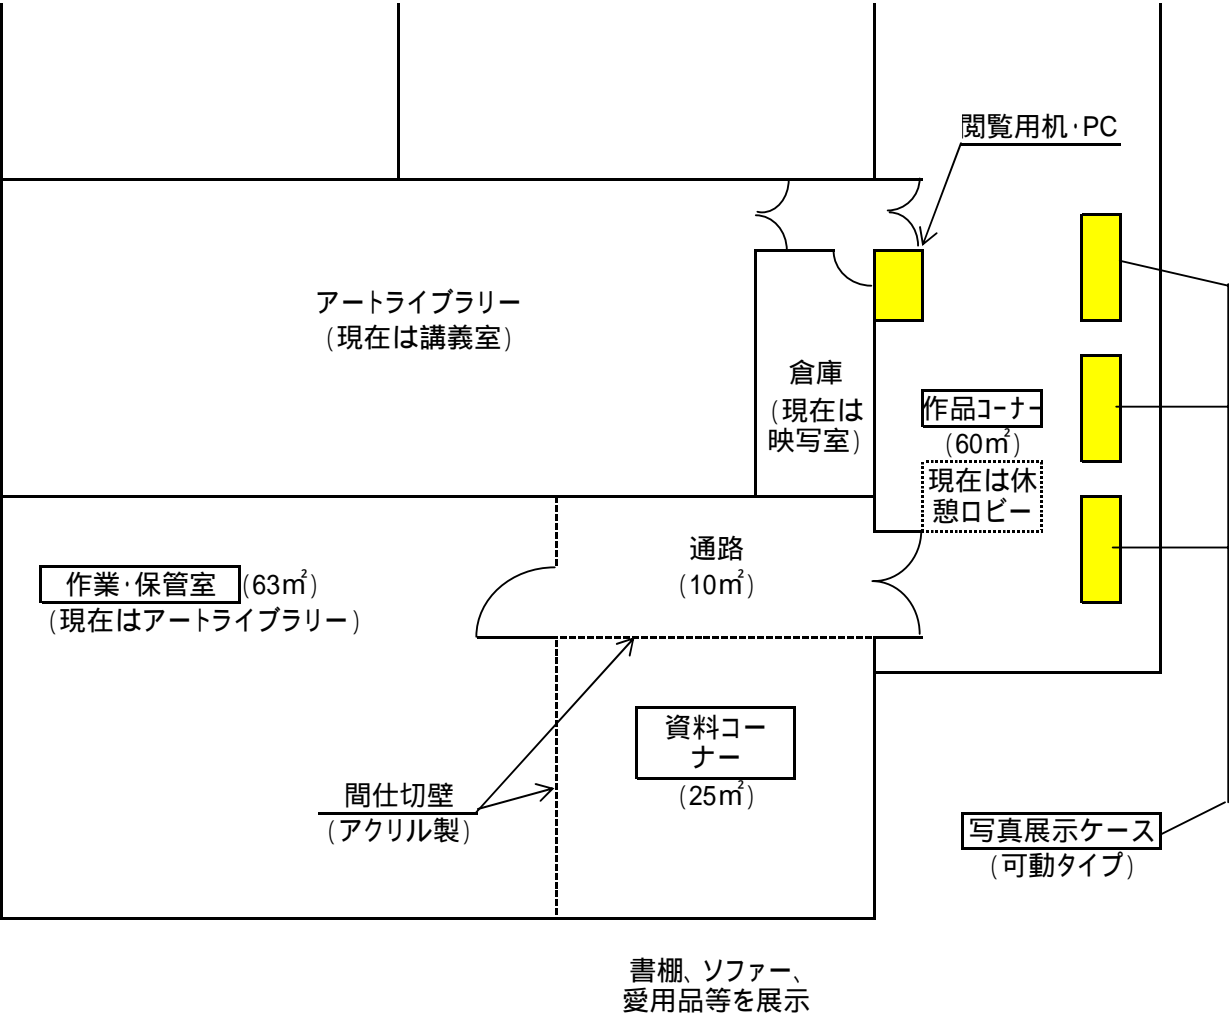 閲覧用机・PC
アートライブラリー
(現在は講義室)
倉庫
(現在は
映写室)
作品コーナー
(60㎡)
現在は休
憩ロビー
通路
(10㎡)
作業・保管室 (63㎡)
(現在はアートライブラリー)
資料コー
ナー
(25㎡)
間仕切壁
(アクリル製)
写真展示ケース
(可動タイプ)
書棚、ソファー、
愛用品等を展示